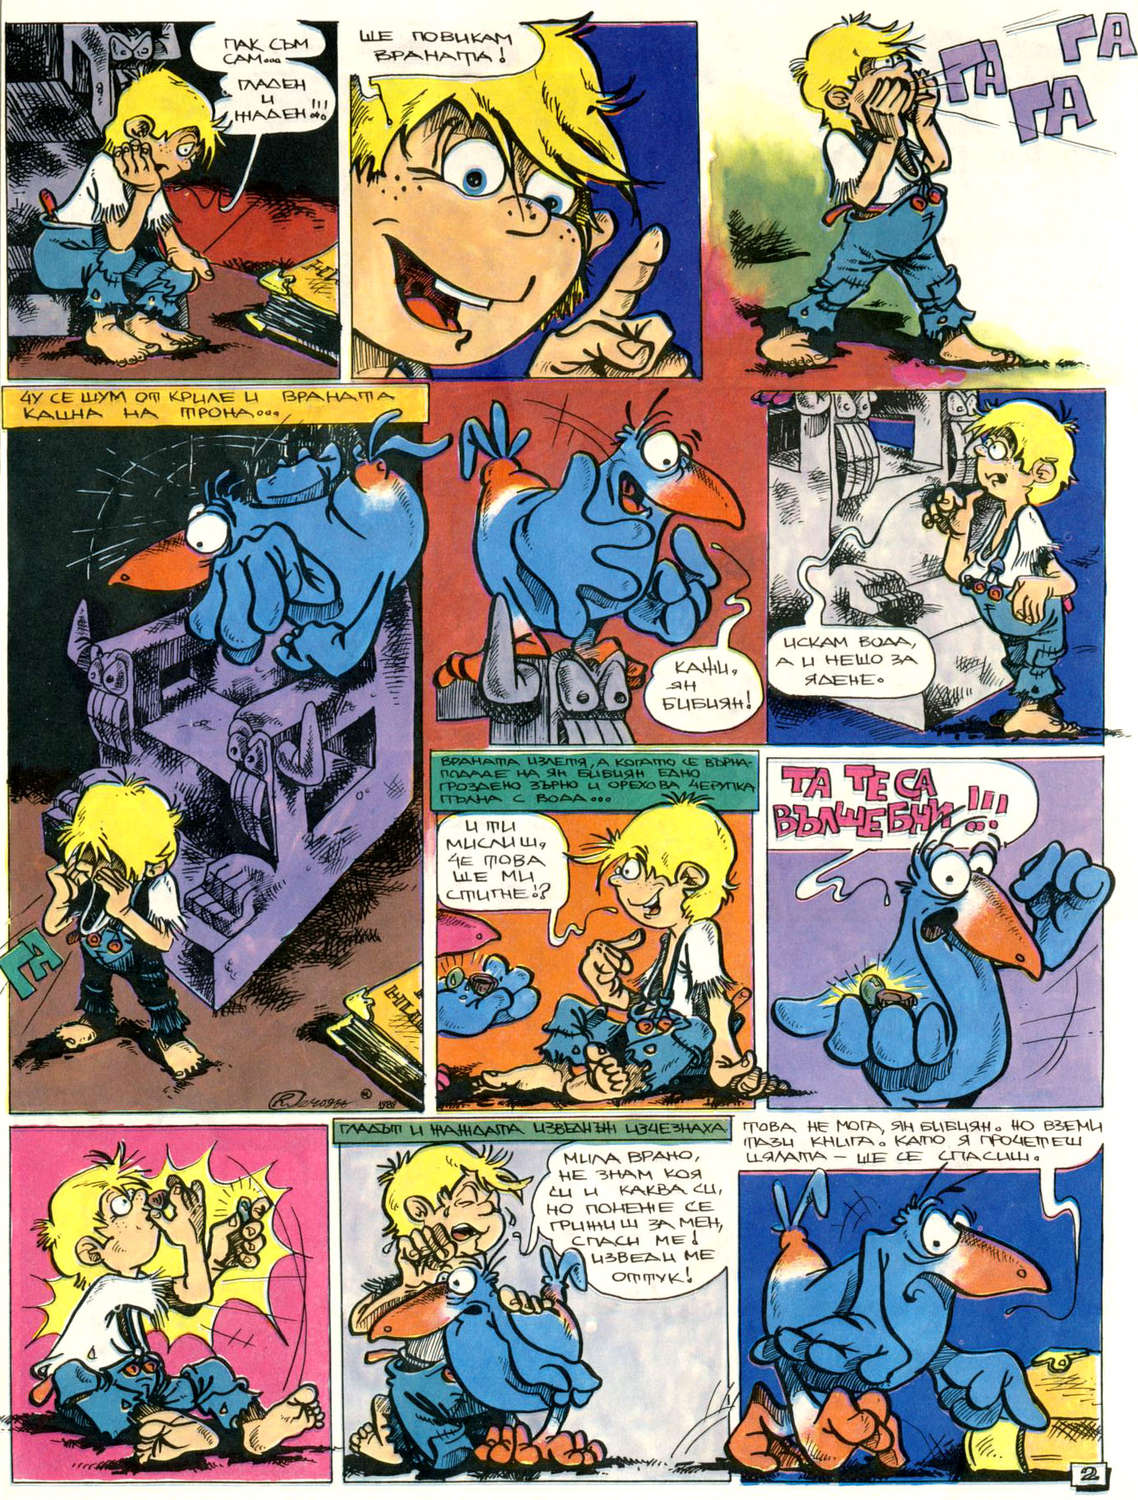 ПАК СЪМ
САМ...
ГЛАДЕН
И
ЖАДЕН!!!
ЩЕ ПОВИКАМ
ВРАНАТА!
ГА
ГА
ГА
ЧУ СЕ ШУМ ОТ КРИЛЕ И ВРАНАТА
КАЦНА НА ТРОНА...
ГА
КАЖИ,
ЯН
БИБИЯН!
ИСКАМ ВОДА,
А И НЕЩО ЗА
ЯДЕНЕ.
ВРАНАТА ИЗЛЕТЯ, А КОГАТО СЕ ВЪРНА-
ПОДАДЕ НА ЯН БИБИЯН ЕДНО
ГРОЗДЕНО ЗЪРНО И ОРЕХОВА ЧЕРУПКА
ПЪЛНА С ВОДА...
И ТИ
МИСЛИШ,
ЧЕ ТОВА
ЩЕ МИ
СТИГНЕ!?
ТА ТЕ СА
ВЪЛШЕБНИ!!!
ГЛАДЪТ И ЖАЖДАТА ИЗВЕДНЪЖ ИЗЧЕЗНАХА
МИЛА ВРАНО,
НЕ ЗНАМ КОЯ
СИ И КАКВА СИ,
НО ПОНЕЖЕ СЕ
ГРИЖИШ ЗА МЕН,
СПАСИ МЕ!
ИЗВЕДИ МЕ
ОТТУК!
ТОВА НЕ МОГА, ЯН БИБИЯН. НО ВЗЕМИ
ТАЗИ КНИГА. КАТО Я ПРОЧЕТЕШ
ЦЯЛАТА - ЩЕ СЕ СПАСИШ.
2